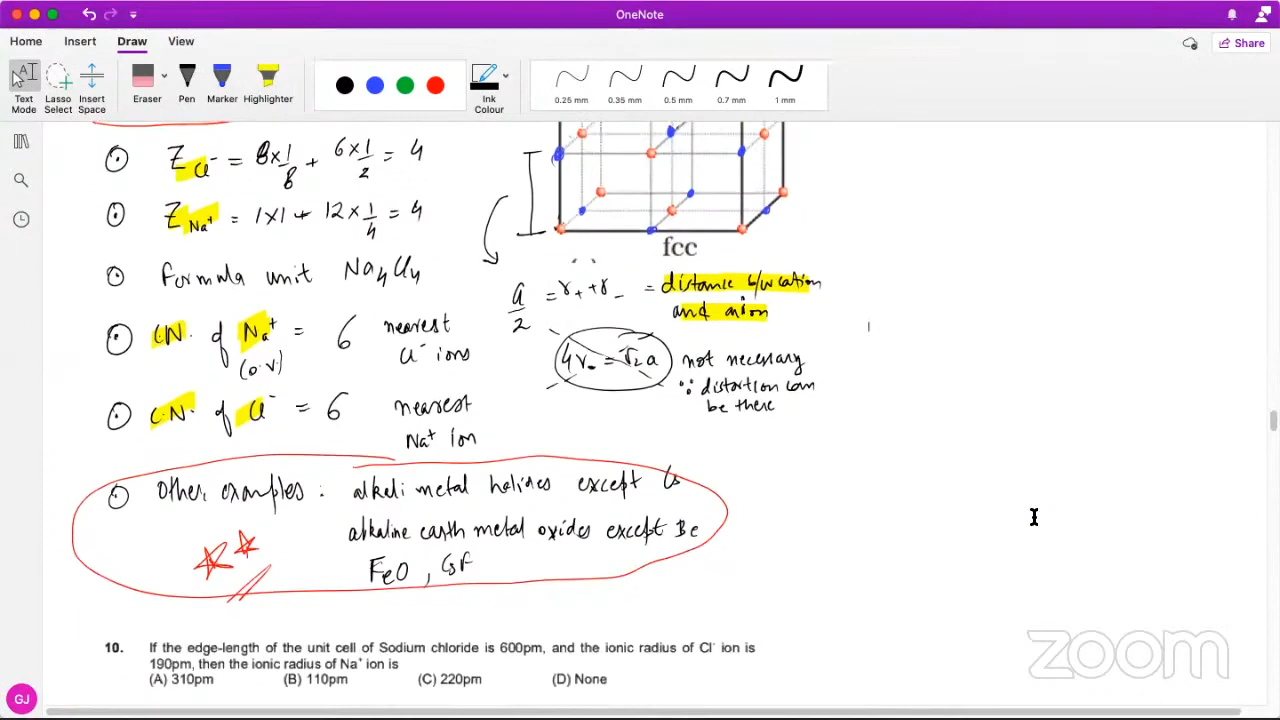 OneNote
Home Insert Draw View
Share
Text Mode
Lasso Select
Insert Space
Eraser
Pen
Marker
Highlighter
Ink Colour
0.25 mm 0.35 mm 0.5 mm 0.7 mm 1 mm
⊙ Z Cl⁻ = 8×1/8 + 6×1/2 = 4
⊙ Z Na⁺ = 1×1 + 12×1/4 = 4
fcc
⊙ Formula unit Na₄Cl₄
a/2 = r₊ + r₋ = distance b/w cation
and anion
⊙ C.N. of Na⁺ = 6 nearest
(O.V.) Cl⁻ ions
4r₋ = √2 a not necessary
∵ distortion can
be there
⊙ C.N. of Cl⁻ = 6 nearest
Na⁺ ion
⊙ Other examples : alkali metal halides except Cs
alkaline earth metal oxides except Be
FeO , CsF
10. If the edge-length of the unit cell of Sodium chloride is 600pm, and the ionic radius of Cl⁻ ion is
190pm, then the ionic radius of Na⁺ ion is
(A) 310pm (B) 110pm (C) 220pm (D) None
zoom
GJ